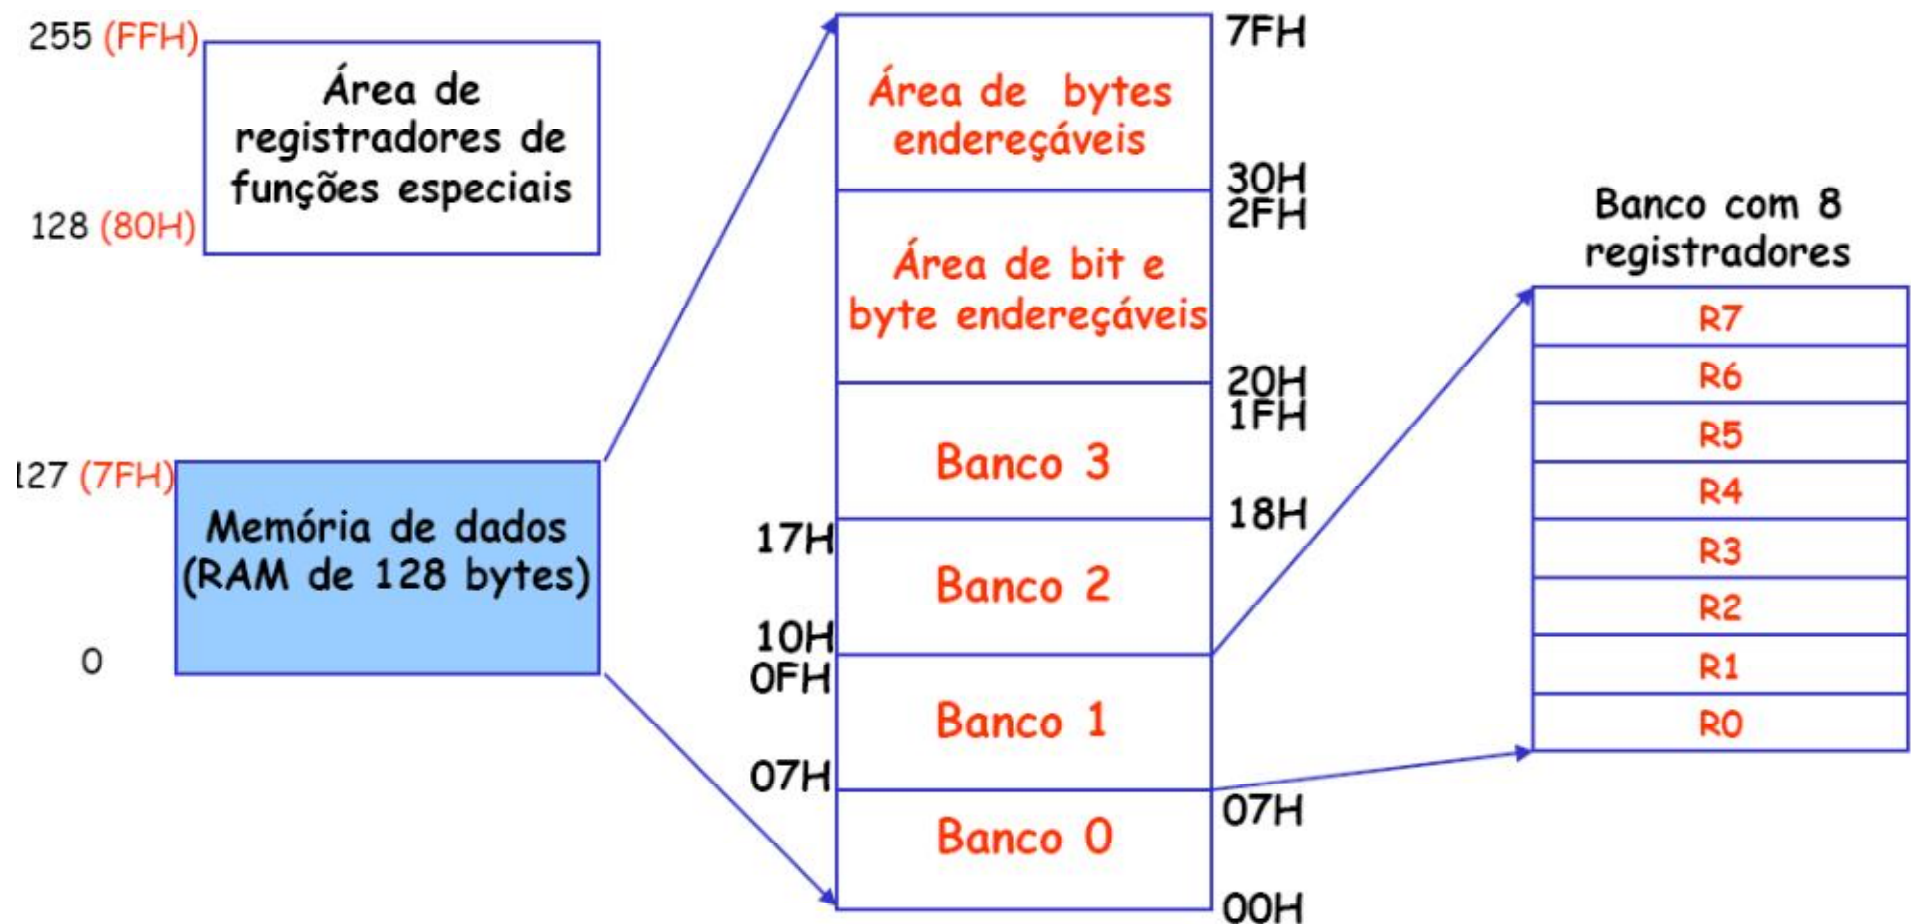 255 (FFH)
Área de
registradores de
funções especiais
128 (80H)
127 (7FH)
Memória de dados
(RAM de 128 bytes)
0
7FH
Área de bytes
endereçáveis
30H
2FH
Área de bit e
byte endereçáveis
20H
1FH
Banco 3
18H
17H
Banco 2
10H
0FH
Banco 1
07H
07H
Banco 0
00H
Banco com 8
registradores
R7
R6
R5
R4
R3
R2
R1
R0